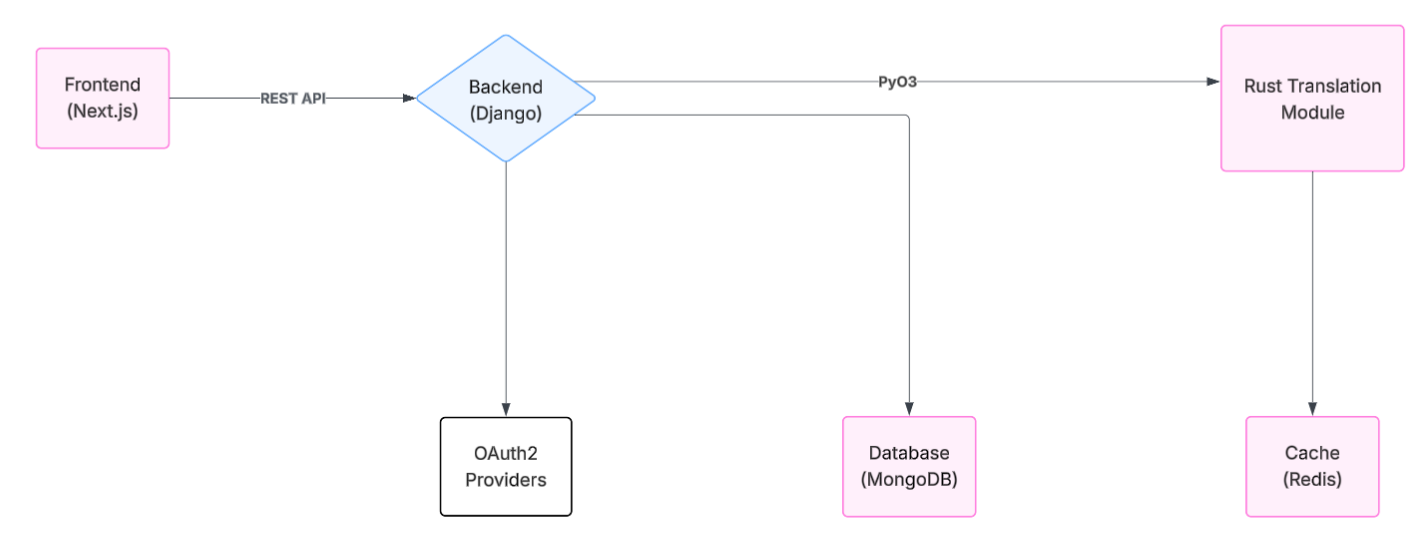 Frontend
(Next.js)
REST API
Backend
(Django)
PyO3
Rust Translation
Module
OAuth2
Providers
Database
(MongoDB)
Cache
(Redis)